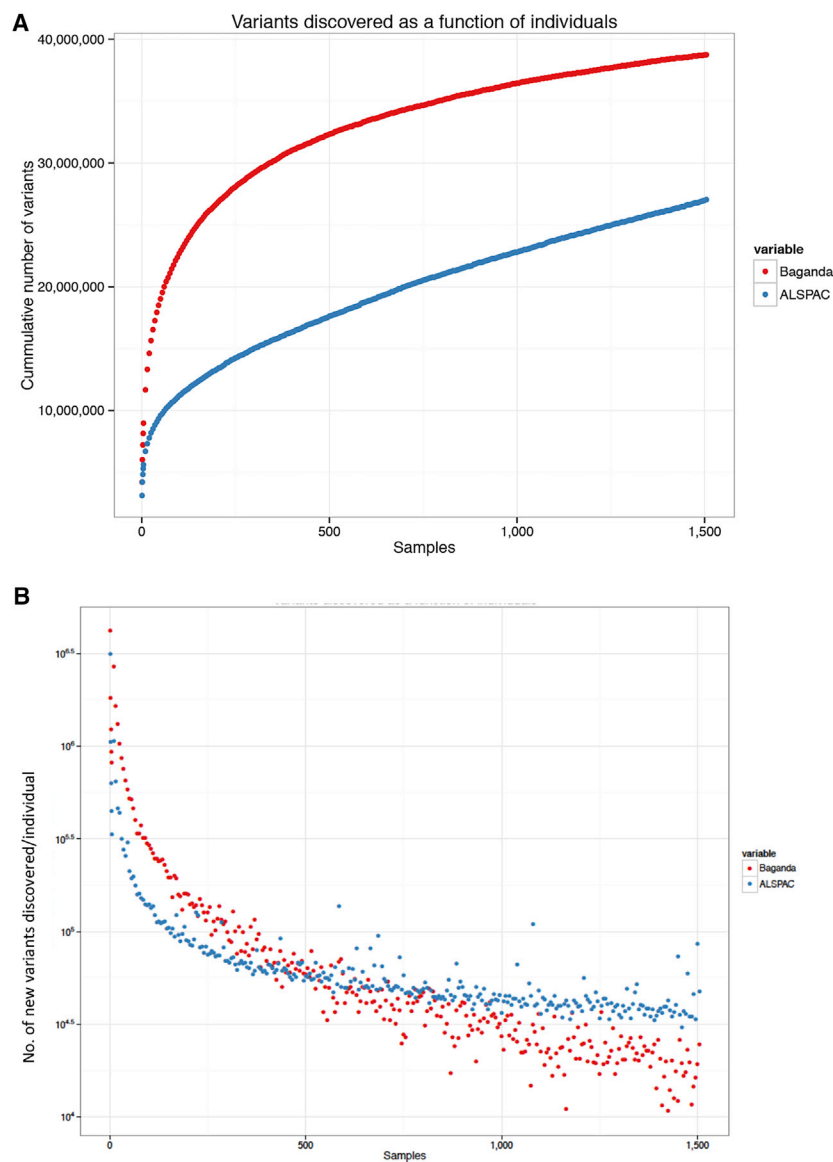 A
Variants discovered as a function of individuals
Cummulative number of variants
40,000,000
30,000,000
20,000,000
10,000,000
0
500
1,000
1,500
Samples
variable
Baganda
ALSPAC
B
No. of new variants discovered/individual
10^6.5
10^6
10^5.5
10^5
10^4.5
10^4
0
500
1,000
1,500
Samples
variable
Baganda
ALSPAC